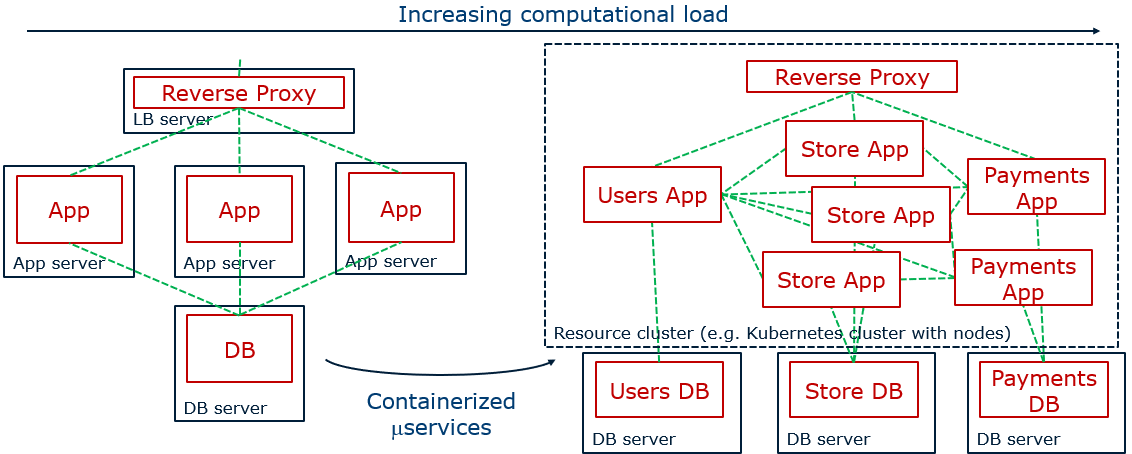 Increasing computational load
Reverse Proxy
LB server
App
App server
App
App server
App
App server
DB
DB server
Containerized
μservices
Reverse Proxy
Store App
Users App
Payments
App
Store App
Store App
Payments
App
Resource cluster (e.g. Kubernetes cluster with nodes)
Users DB
DB server
Store DB
DB server
Payments
DB
DB server